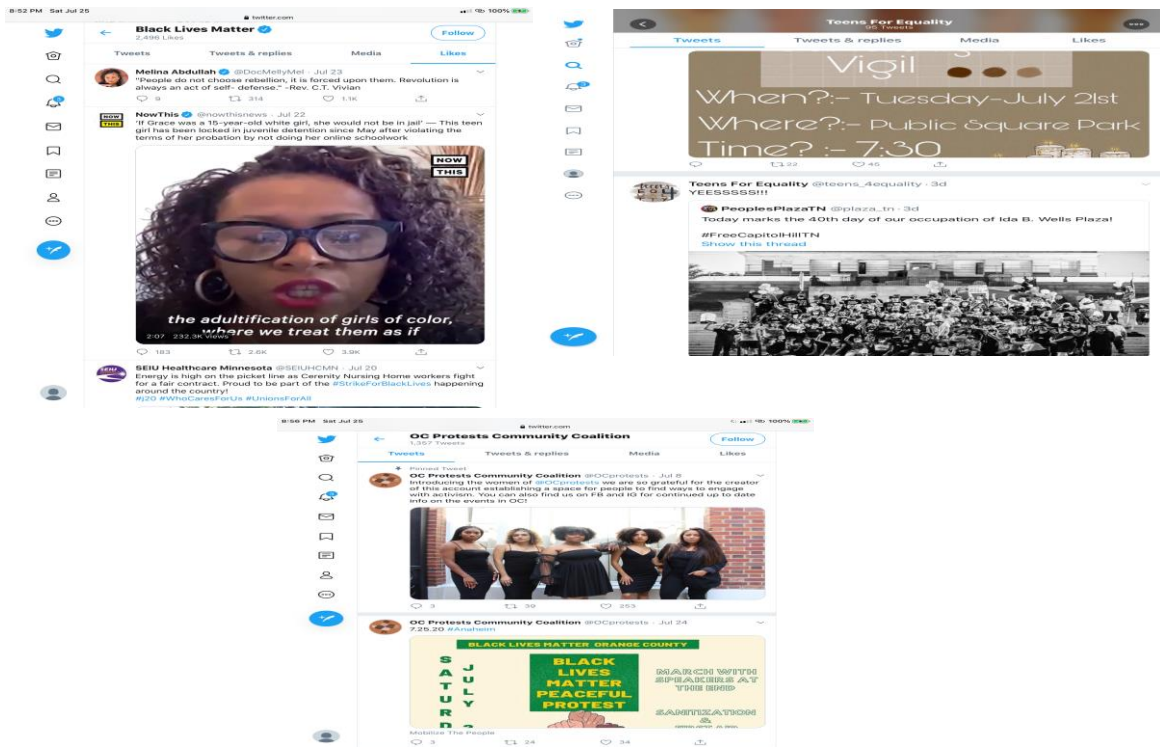 8:52 PM Sat Jul 25
100%
twitter.com
Black Lives Matter
2,496 Likes
Follow
Tweets
Tweets & replies
Media
Likes
Melina Abdullah @DocMellyMel · Jul 23
"People do not choose rebellion, it is forced upon them. Revolution is
always an act of self- defense." -Rev. C.T. Vivian
9 314 1.1K
NowThis @nowthisnews · Jul 22
'If Grace was a 15-year-old white girl, she would not be in jail' — This teen
girl has been locked in juvenile detention since May after violating the
terms of her probation by not doing her online schoolwork
NOW
THIS
NOW
THIS
the adultification of girls of color,
where we treat them as if
2:07 232.3K views
183 2.6K 3.9K
SEIU Healthcare Minnesota @SEIUHCMN · Jul 20
Energy is high on the picket line as Cerenity Nursing Home workers fight
for a fair contract. Proud to be part of the #StrikeForBlackLives happening
around the country!
#j20 #WhoCaresForUs #UnionsForAll
Teens For Equality
95 Tweets
Tweets
Tweets & replies
Media
Likes
Vigil
When?:- Tuesday-July 21st
Where?:- Public Square Park
Time? :- 7:30
22 45
Teens For Equality @teens_4equality · 3d
YEESSSSS!!!
PeoplesPlazaTN @plaza_tn · 3d
Today marks the 40th day of our occupation of Ida B. Wells Plaza!
#FreeCapitolHillTN
Show this thread
8:56 PM Sat Jul 25
100%
twitter.com
OC Protests Community Coalition
1,357 Tweets
Follow
Tweets
Tweets & replies
Media
Likes
Pinned Tweet
OC Protests Community Coalition @OCprotests · Jul 8
Introducing the women of @OCprotests we are so grateful for the creator
of this account establishing a space for people to find ways to engage
with activism. You can also find us on FB and IG for continued up to date
info on the events in OC!
3 39 253
OC Protests Community Coalition @OCprotests · Jul 24
7.25.20 #Anaheim
BLACK LIVES MATTER ORANGE COUNTY
SATURD
JULY
BLACK
LIVES
MATTER
PEACEFUL
PROTEST
MARCH WITH
SPEAKERS AT
THE END
SANITIZATION
&
Mobilize The People
3 24 34